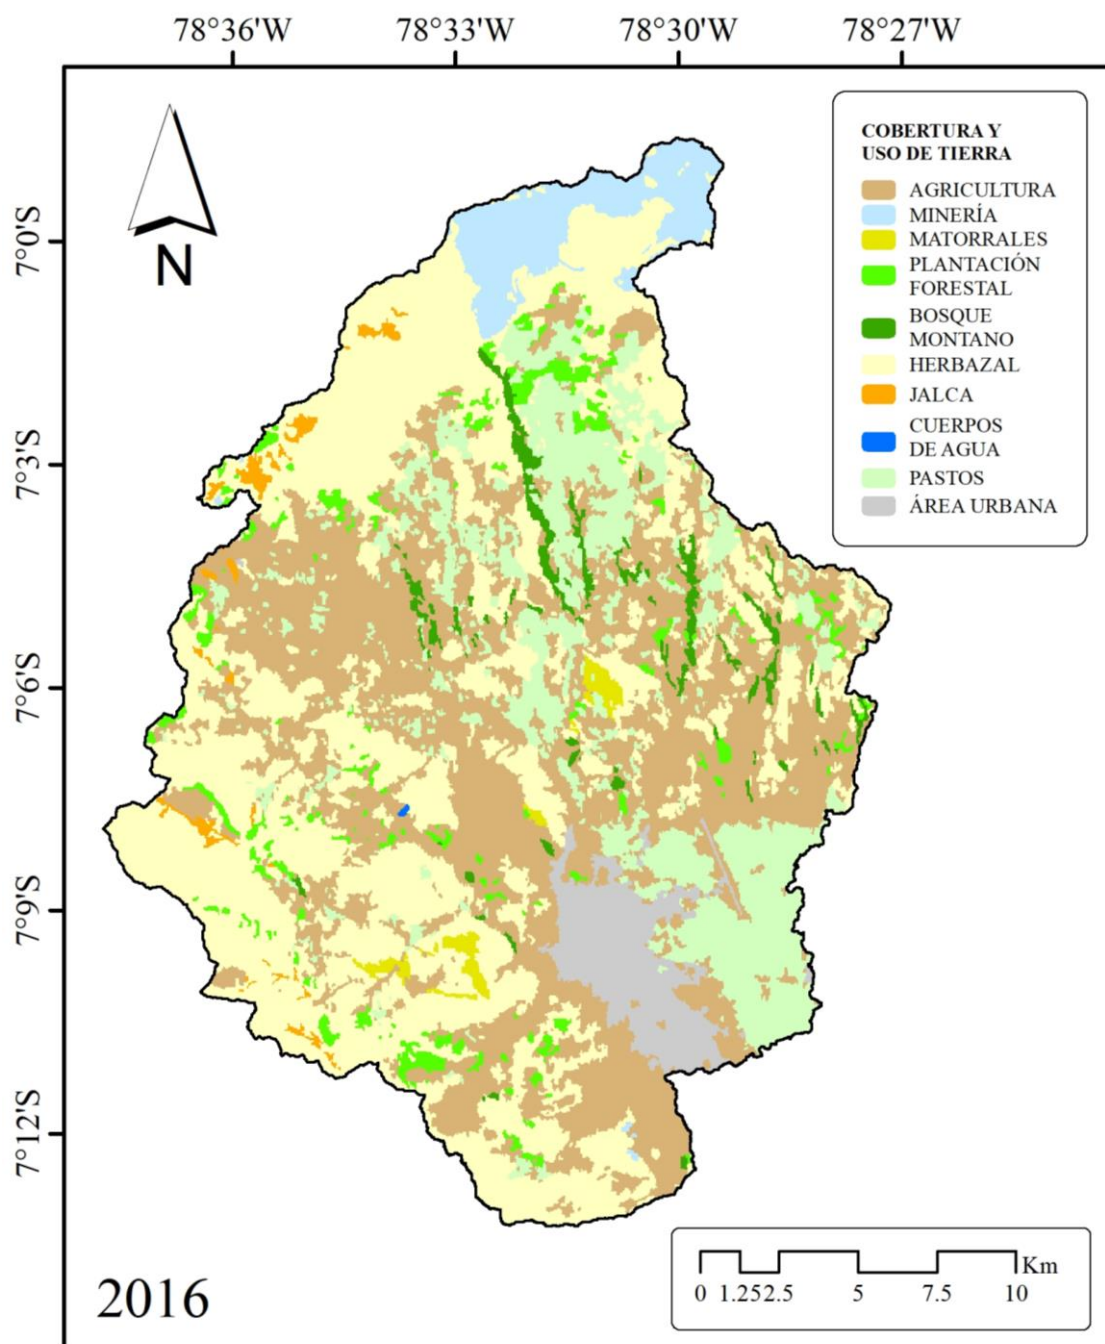 78°36'W 78°33'W 78°30'W 78°27'W
COBERTURA Y
USO DE TIERRA
AGRICULTURA
MINERÍA
MATORRALES
PLANTACIÓN
FORESTAL
BOSQUE
MONTANO
HERBAZAL
JALCA
CUERPOS
DE AGUA
PASTOS
ÁREA URBANA
N
7°0'S
7°3'S
7°6'S
7°9'S
7°12'S
2016
Km
0 1.25 2.5 5 7.5 10